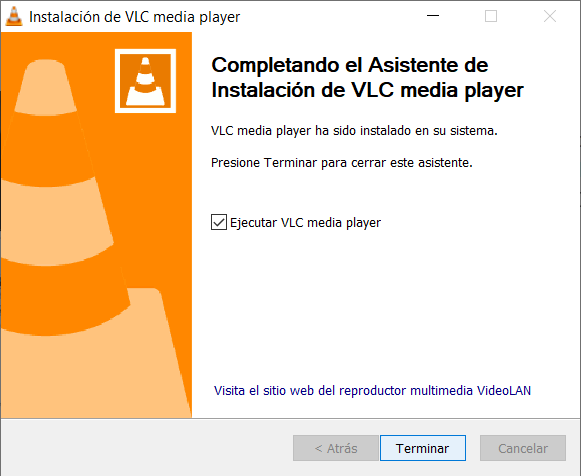 Instalación de VLC media player
Completando el Asistente de
Instalación de VLC media player
VLC media player ha sido instalado en su sistema.
Presione Terminar para cerrar este asistente.
Ejecutar VLC media player
Visita el sitio web del reproductor multimedia VideoLAN
< Atrás
Terminar
Cancelar